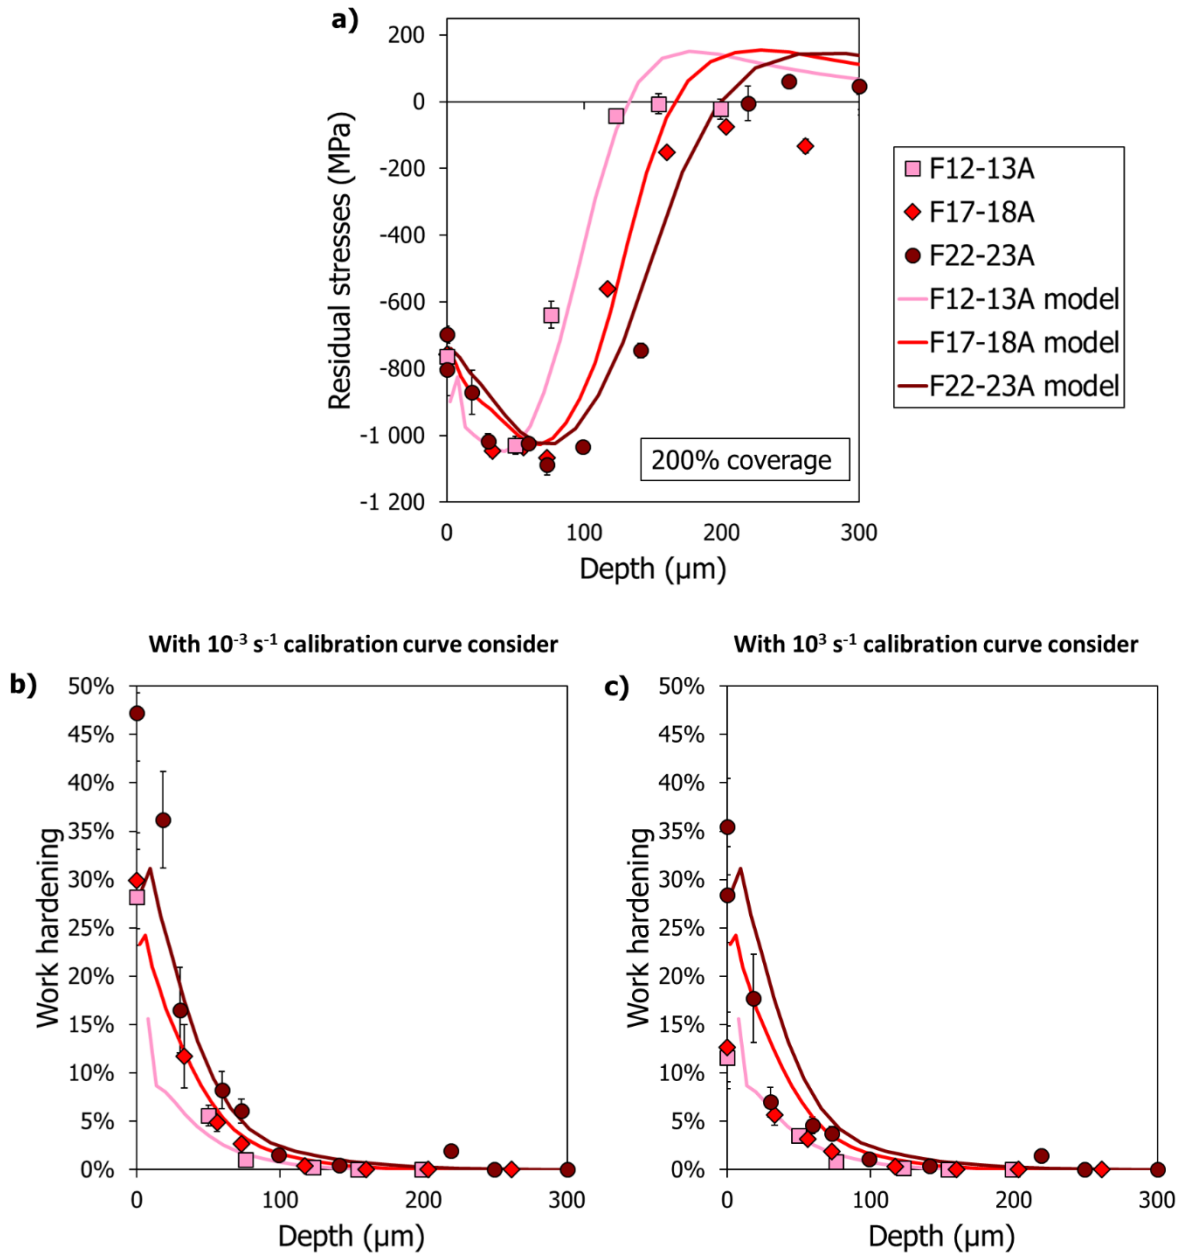 a)
200
0
-200
-400
-600
-800
-1 000
-1 200
Residual stresses (MPa)
0
100
200
300
Depth (µm)
200% coverage
F12-13A
F17-18A
F22-23A
F12-13A model
F17-18A model
F22-23A model
With 10⁻³ s⁻¹ calibration curve consider
b)
50%
45%
40%
35%
30%
25%
20%
15%
10%
5%
0%
Work hardening
0
100
200
300
Depth (µm)
With 10³ s⁻¹ calibration curve consider
c)
50%
45%
40%
35%
30%
25%
20%
15%
10%
5%
0%
Work hardening
0
100
200
300
Depth (µm)